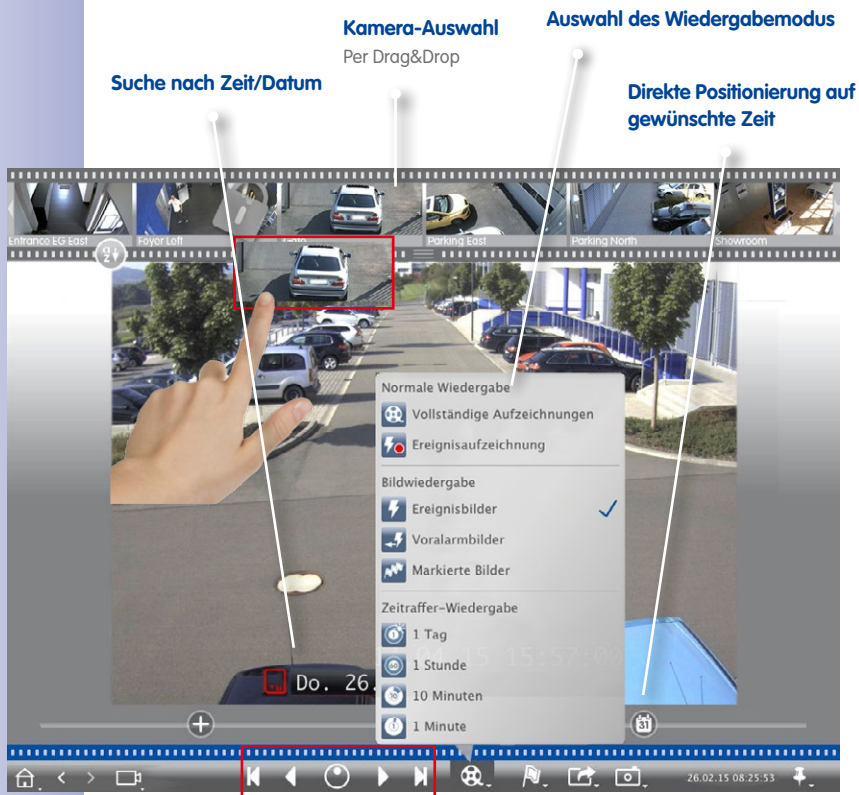 Kamera-Auswahl
Per Drag&Drop
Auswahl des Wiedergabemodus
Suche nach Zeit/Datum
Direkte Positionierung auf
gewünschte Zeit
Entrance EG East
Foyer Loft
Parking East
Parking North
Showroom
Normale Wiedergabe
Vollständige Aufzeichnungen
Ereignisaufzeichnung
Bildwiedergabe
Ereignisbilder
Voralarmbilder
Markierte Bilder
Zeitraffer-Wiedergabe
1 Tag
1 Stunde
10 Minuten
1 Minute
15:57:00
Do. 26.
31
26.02.15 08:25:53